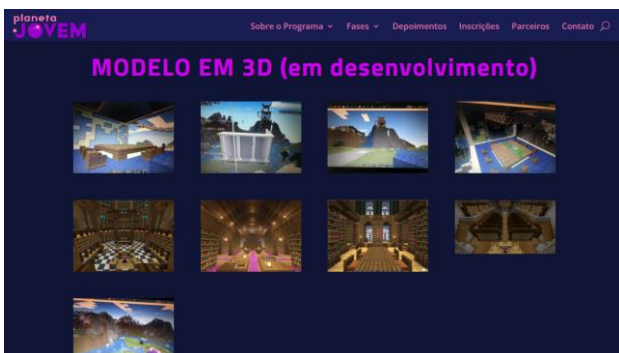 planeta
JOVEM
Sobre o Programa Fases Depoimentos Inscrições Parceiros Contato
MODELO EM 3D (em desenvolvimento)